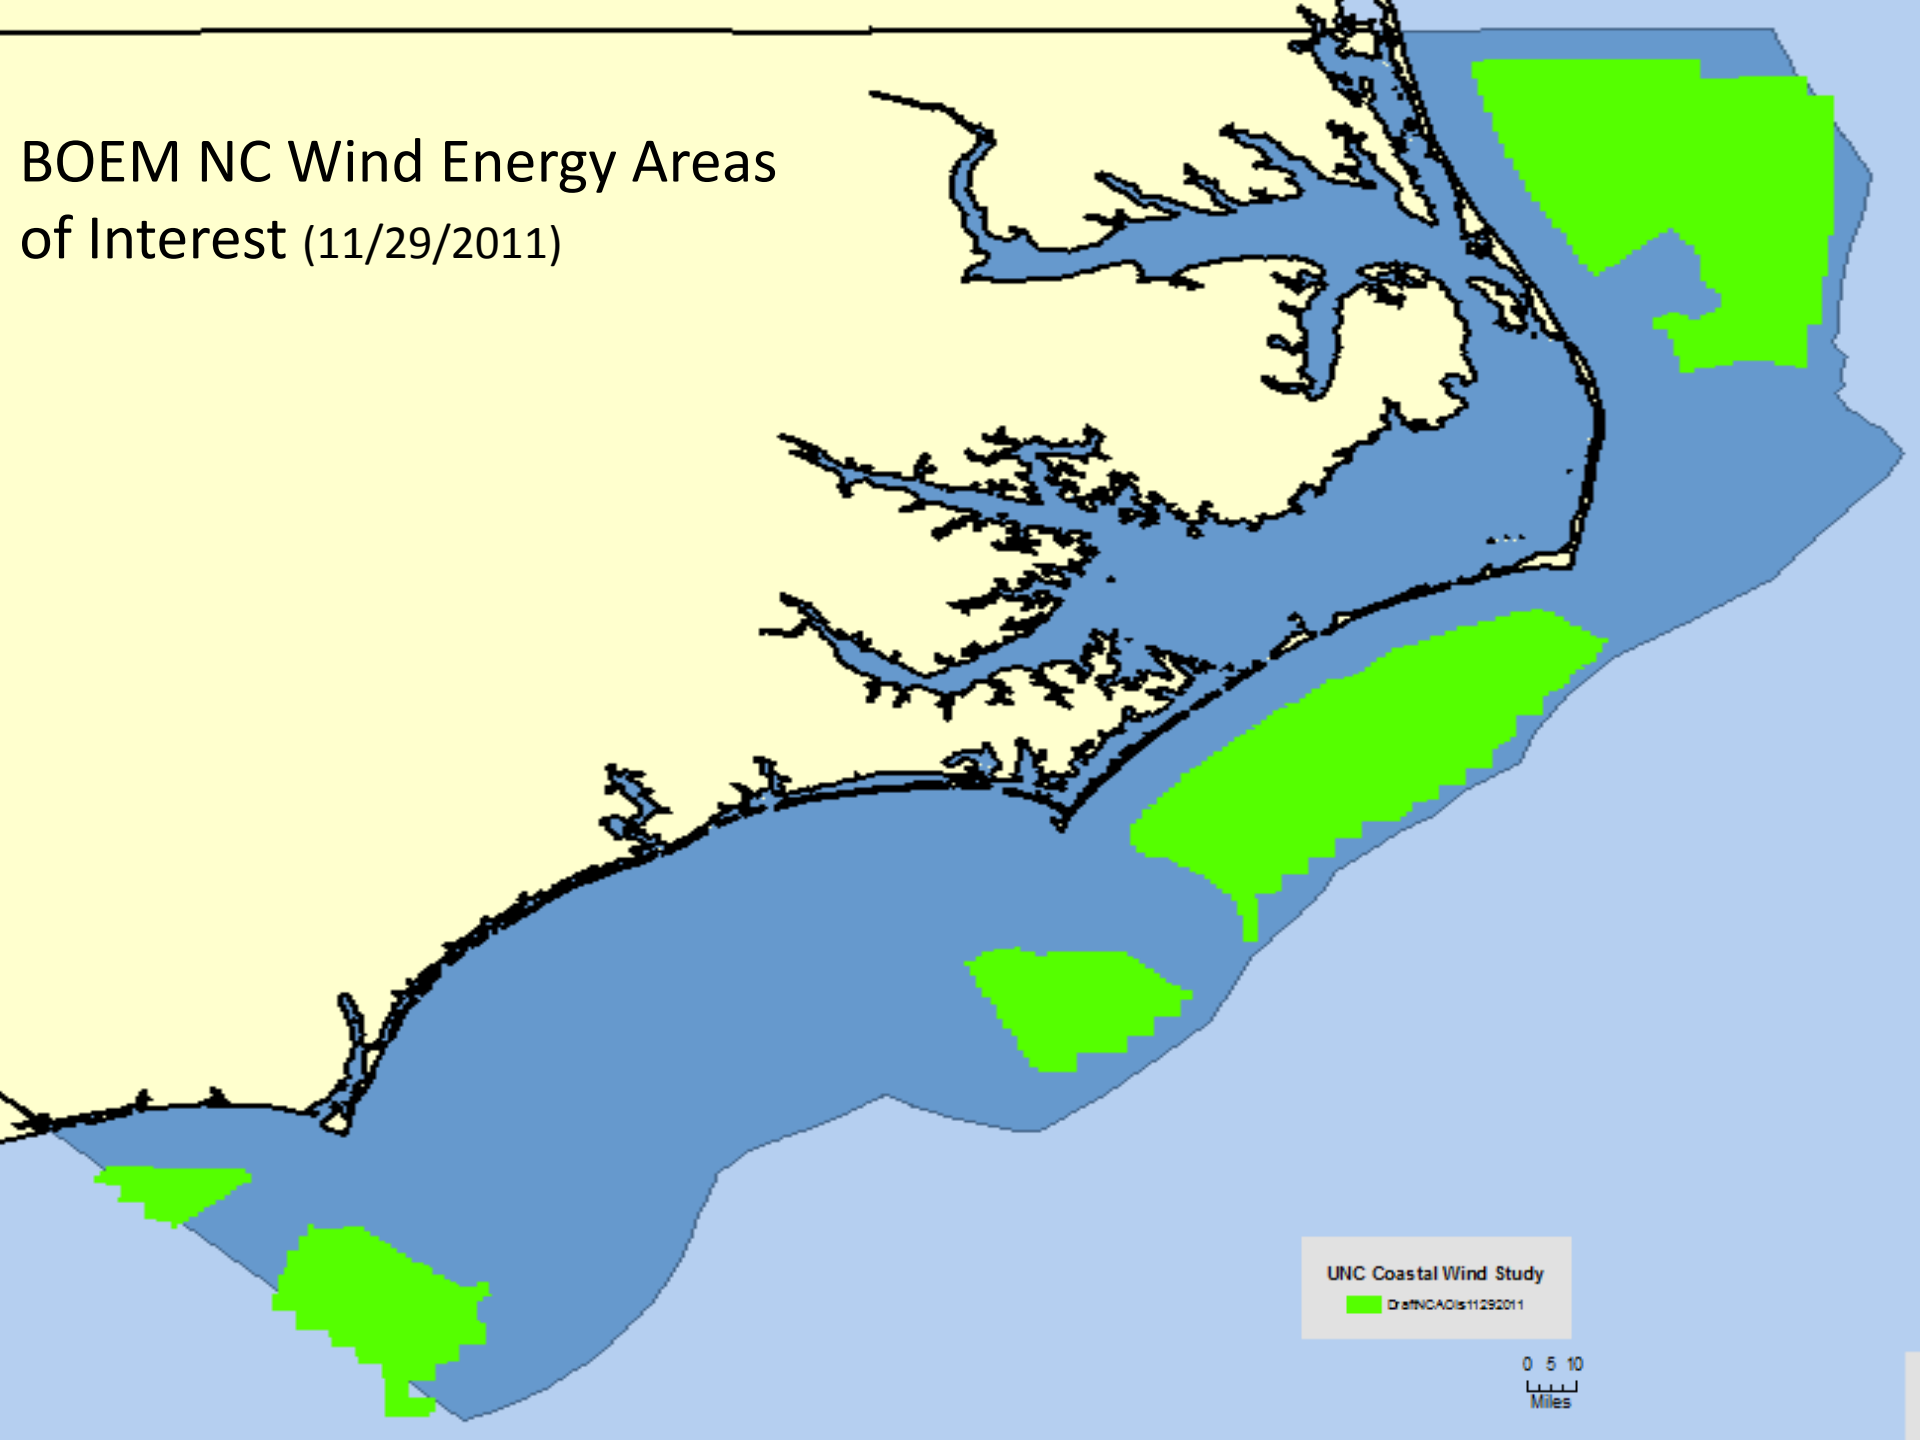 BOEM NC Wind Energy Areas
of Interest (11/29/2011)
UNC Coastal Wind Study
DraftNCAOIs11292011
0 5 10
Miles